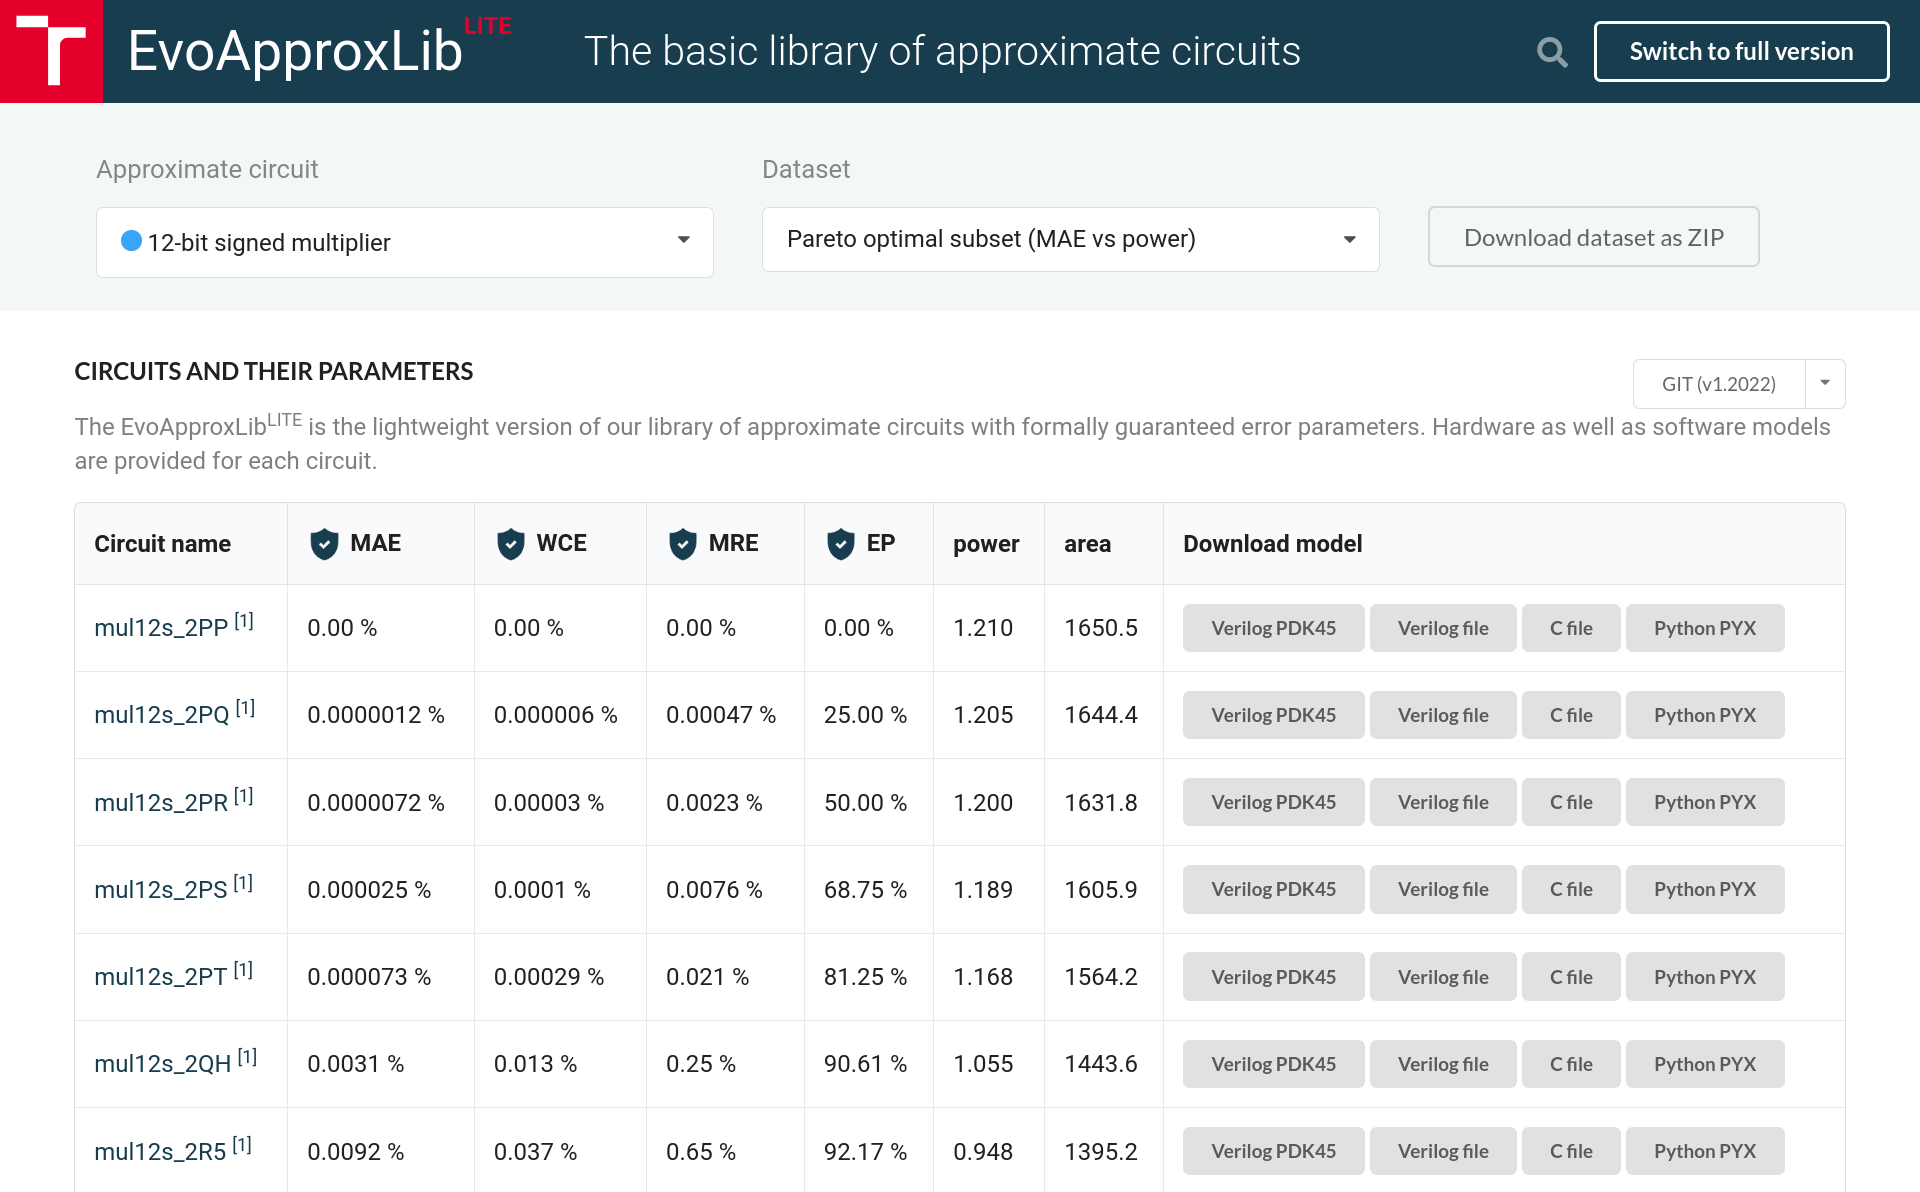 EvoApproxLib LITE
The basic library of approximate circuits
Switch to full version
Approximate circuit
Dataset
12-bit signed multiplier
Pareto optimal subset (MAE vs power)
Download dataset as ZIP
CIRCUITS AND THEIR PARAMETERS
GIT (v1.2022)
The EvoApproxLibLITE is the lightweight version of our library of approximate circuits with formally guaranteed error parameters. Hardware as well as software models
are provided for each circuit.
Circuit name MAE WCE MRE EP power area Download model
mul12s_2PP [1] 0.00 % 0.00 % 0.00 % 0.00 % 1.210 1650.5 Verilog PDK45 Verilog file C file Python PYX
mul12s_2PQ [1] 0.0000012 % 0.000006 % 0.00047 % 25.00 % 1.205 1644.4 Verilog PDK45 Verilog file C file Python PYX
mul12s_2PR [1] 0.0000072 % 0.00003 % 0.0023 % 50.00 % 1.200 1631.8 Verilog PDK45 Verilog file C file Python PYX
mul12s_2PS [1] 0.000025 % 0.0001 % 0.0076 % 68.75 % 1.189 1605.9 Verilog PDK45 Verilog file C file Python PYX
mul12s_2PT [1] 0.000073 % 0.00029 % 0.021 % 81.25 % 1.168 1564.2 Verilog PDK45 Verilog file C file Python PYX
mul12s_2QH [1] 0.0031 % 0.013 % 0.25 % 90.61 % 1.055 1443.6 Verilog PDK45 Verilog file C file Python PYX
mul12s_2R5 [1] 0.0092 % 0.037 % 0.65 % 92.17 % 0.948 1395.2 Verilog PDK45 Verilog file C file Python PYX